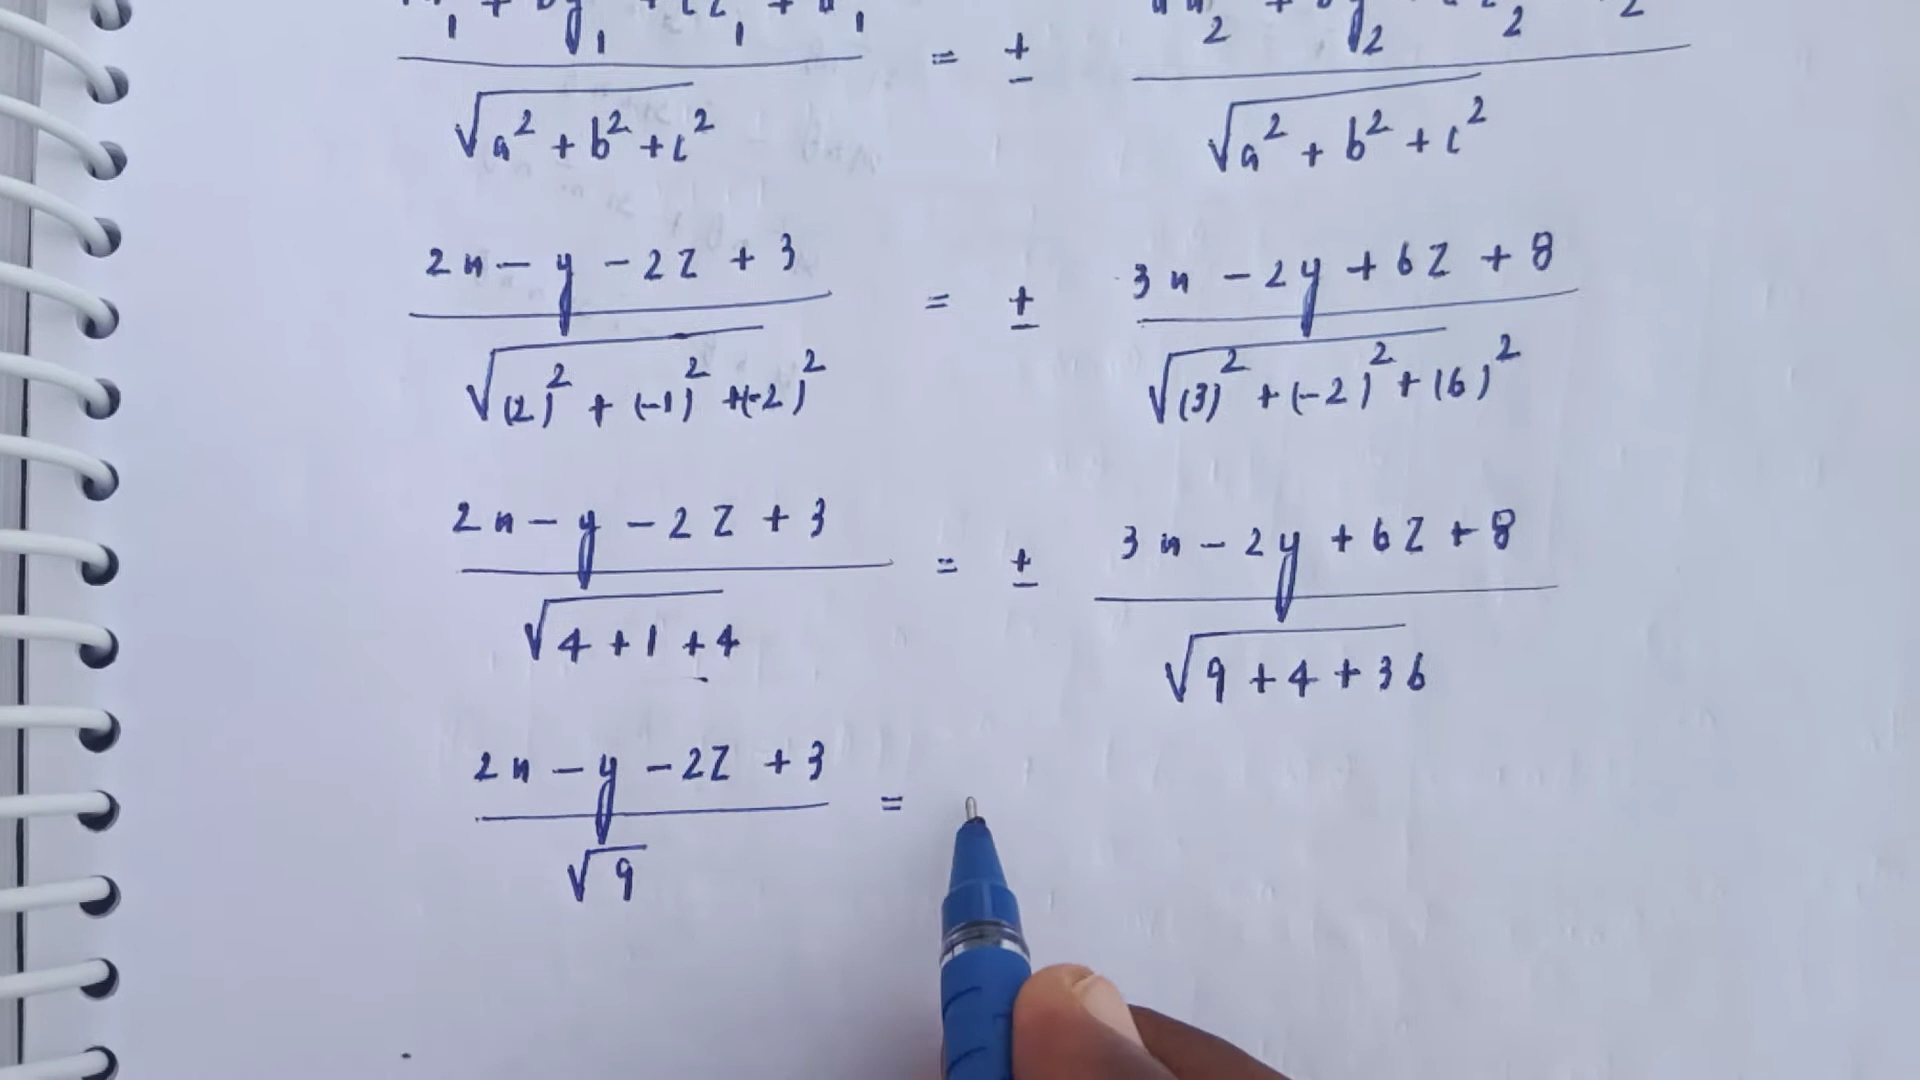 = ±
√a² + b² + c² √a² + b² + c²
2x - y - 2z + 3 = ± 3x - 2y + 6z + 8
√(2)² + (-1)² + (-2)² √(3)² + (-2)² + (6)²
2x - y - 2z + 3 = ± 3x - 2y + 6z + 8
√4 + 1 + 4 √9 + 4 + 36
2x - y - 2z + 3 =
√9